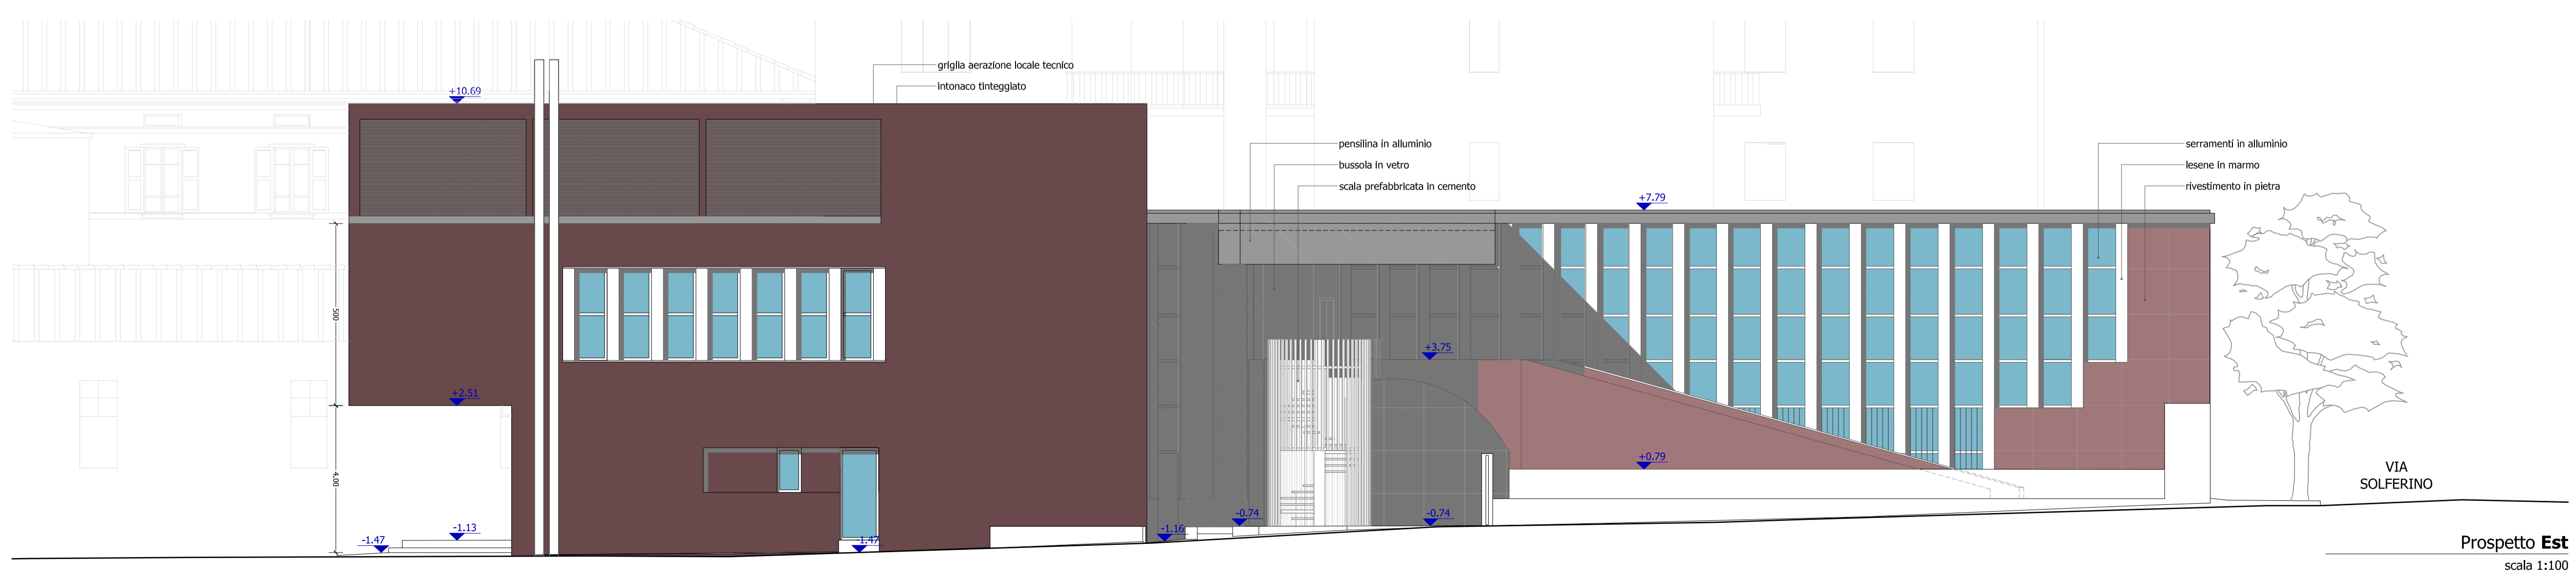 griglia aerazione locale tecnico
intonaco tinteggiato
+10.69
pensilina in alluminio
bussola in vetro
scala prefabbricata in cemento
serramenti in alluminio
lesene in marmo
rivestimento in pietra
+7.79
500
+3.75
+2.51
+0.79
4.00
VIA
SOLFERINO
-0.74
-0.74
-1.13
-1.16
-1.47
-1.47
Prospetto Est
scala 1:100